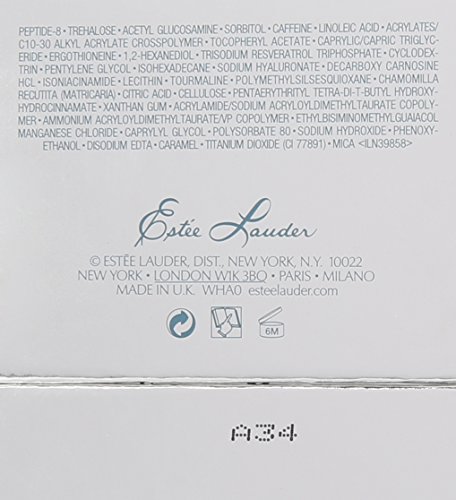 PEPTIDE-8 • TREHALOSE • ACETYL GLUCOSAMINE • SORBITOL • CAFFEINE • LINOLEIC ACID • ACRYLATES/
C10-30 ALKYL ACRYLATE CROSSPOLYMER • TOCOPHERYL ACETATE • CAPRYLIC/CAPRIC TRIGLYC-
ERIDE • ERGOTHIONEINE • 1,2-HEXANEDIOL • TRISODIUM RESVERATROL TRIPHOSPHATE • CYCLODEX-
TRIN • PENTYLENE GLYCOL • ISOHEXADECANE • SODIUM HYALURONATE • DECARBOXY CARNOSINE
HCL • ISONIACINAMIDE • LECITHIN • TOURMALINE • POLYMETHYLSILSESQUIOXANE • CHAMOMILLA
RECUTITA (MATRICARIA) • CITRIC ACID • CELLULOSE • PENTAERYTHRITYL TETRA-DI-T-BUTYL HYDROXY-
HYDROCINNAMATE • XANTHAN GUM • ACRYLAMIDE/SODIUM ACRYLOYLDIMETHYLTAURATE COPOLY-
MER • AMMONIUM ACRYLOYLDIMETHYLTAURATE/VP COPOLYMER • ETHYLBISIMINOMETHYLGUAIACOL
MANGANESE CHLORIDE • CAPRYLYL GLYCOL • POLYSORBATE 80 • SODIUM HYDROXIDE • PHENOXY-
ETHANOL • DISODIUM EDTA • CARAMEL • TITANIUM DIOXIDE (CI 77891) • MICA <ILN39858>
Estée Lauder
© ESTÉE LAUDER, DIST., NEW YORK, N.Y. 10022
NEW YORK • LONDON W1K 3BQ • PARIS • MILANO
MADE IN U.K. WHA0 esteelauder.com
6M
A34